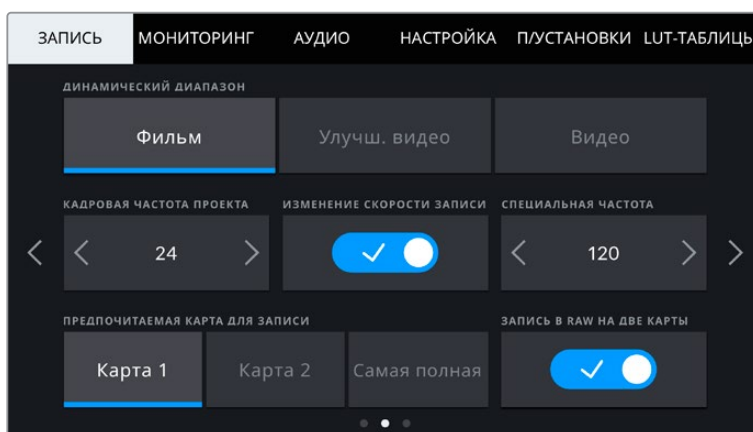 ЗАПИСЬ МОНИТОРИНГ АУДИО НАСТРОЙКА П/УСТАНОВКИ LUT-ТАБЛИЦЬ
ДИНАМИЧЕСКИЙ ДИАПАЗОН
Фильм Улучш. видео Видео
КАДРОВАЯ ЧАСТОТА ПРОЕКТА ИЗМЕНЕНИЕ СКОРОСТИ ЗАПИСИ СПЕЦИАЛЬНАЯ ЧАСТОТА
24 120
ПРЕДПОЧИТАЕМАЯ КАРТА ДЛЯ ЗАПИСИ ЗАПИСЬ В RAW НА ДВЕ КАРТЫ
Карта 1 Карта 2 Самая полная